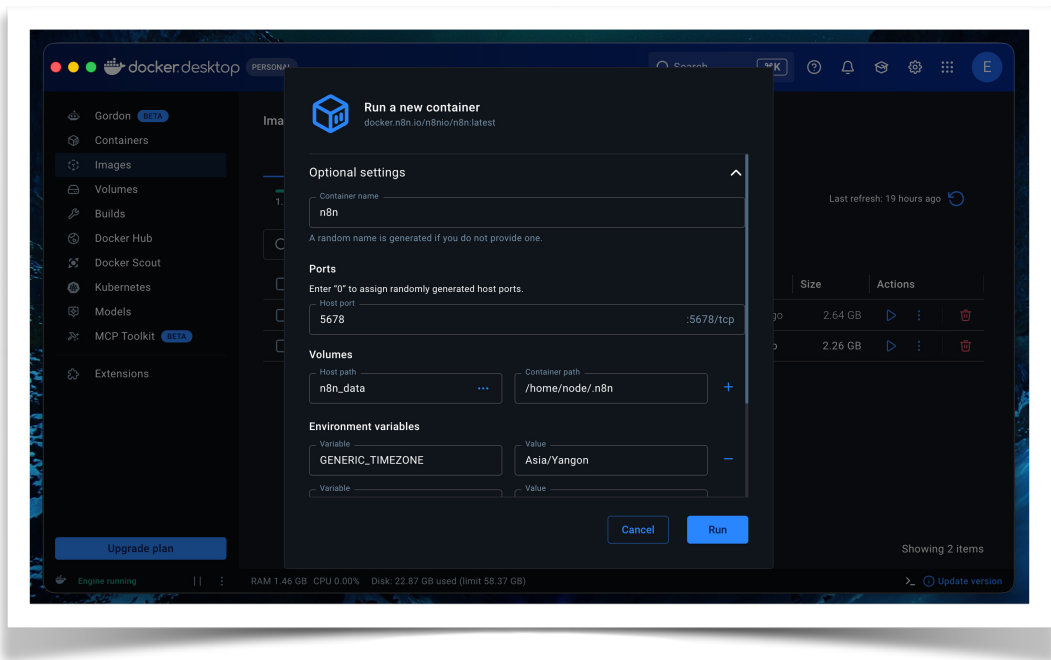 docker.desktop PERSONAL
Search ⌘K
E
Gordon BETA
Containers
Images
Volumes
Builds
Docker Hub
Docker Scout
Kubernetes
Models
MCP Toolkit BETA
Extensions
Upgrade plan
Ima
1.
Last refresh: 19 hours ago
Size Actions
go 2.64 GB
o 2.26 GB
Showing 2 items
Run a new container
docker.n8n.io/n8nio/n8n:latest
Optional settings
Container name
n8n
A random name is generated if you do not provide one.
Ports
Enter "0" to assign randomly generated host ports.
Host port
5678 :5678/tcp
Volumes
Host path Container path
n8n_data ••• /home/node/.n8n +
Environment variables
Variable Value
GENERIC_TIMEZONE Asia/Yangon −
Variable Value
Cancel Run
Engine running RAM 1.46 GB CPU 0.00% Disk: 22.87 GB used (limit 58.37 GB) >_ Update version